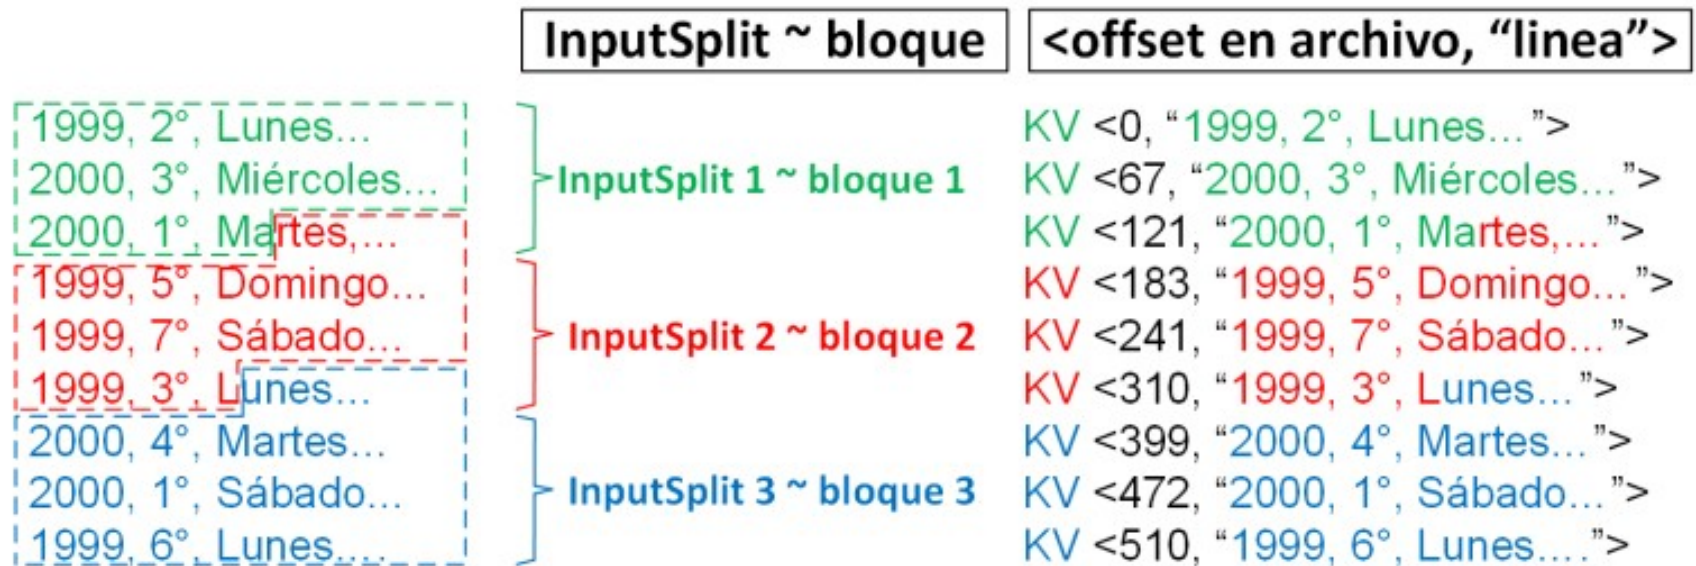 InputSplit ~ bloque
<offset en archivo, “linea”>
1999, 2°, Lunes...
2000, 3°, Miércoles...
2000, 1°, Martes,...
1999, 5°, Domingo...
1999, 7°, Sábado...
1999, 3°, Lunes...
2000, 4°, Martes...
2000, 1°, Sábado...
1999, 6°, Lunes....
InputSplit 1 ~ bloque 1
InputSplit 2 ~ bloque 2
InputSplit 3 ~ bloque 3
KV <0, “1999, 2°, Lunes...”>
KV <67, “2000, 3°, Miércoles...”>
KV <121, “2000, 1°, Martes,...”>
KV <183, “1999, 5°, Domingo...”>
KV <241, “1999, 7°, Sábado...”>
KV <310, “1999, 3°, Lunes...”>
KV <399, “2000, 4°, Martes...”>
KV <472, “2000, 1°, Sábado...”>
KV <510, “1999, 6°, Lunes....”>